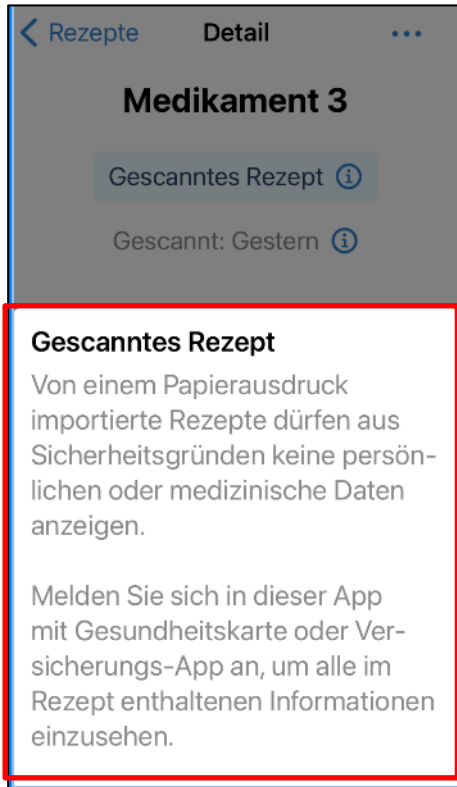 Rezepte Detail ...
Medikament 3
Gescanntes Rezept
Gescannt: Gestern
Gescanntes Rezept
Von einem Papierausdruck
importierte Rezepte dürfen aus
Sicherheitsgründen keine persön-
lichen oder medizinische Daten
anzeigen.
Melden Sie sich in dieser App
mit Gesundheitskarte oder Ver-
sicherungs-App an, um alle im
Rezept enthaltenen Informationen
einzusehen.